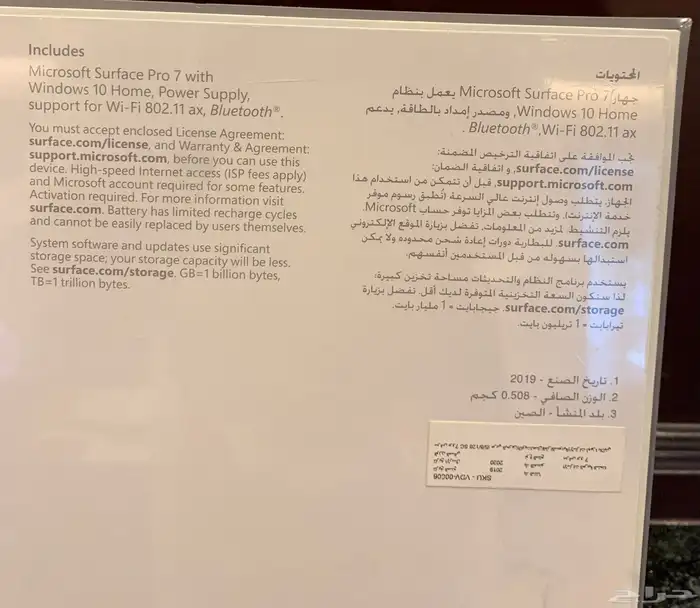 Includes
Microsoft Surface Pro 7 with
Windows 10 Home, Power Supply,
support for Wi-Fi 802.11 ax, Bluetooth®.
You must accept enclosed License Agreement:
surface.com/license, and Warranty & Agreement:
support.microsoft.com, before you can use this
device. High-speed Internet access (ISP fees apply)
and Microsoft account required for some features.
Activation required. For more information visit
surface.com. Battery has limited recharge cycles
and cannot be easily replaced by users themselves.
System software and updates use significant
storage space; your storage capacity will be less.
See surface.com/storage. GB=1 billion bytes,
TB=1 trillion bytes.
المحتويات
جهاز Microsoft Surface Pro 7 يعمل بنظام
Windows 10 Home، ومصدر إمداد بالطاقة، يدعم
Bluetooth®,Wi-Fi 802.11 ax .
تجب الموافقة على اتفاقية الترخيص المضمنة:
surface.com/license, و اتفاقية الضمان:
support.microsoft.com, قبل أن تتمكن من استخدام هذا
الجهاز. يتطلب وصول إنترنت عالي السرعة (تُطبق رسوم موفر
خدمة الإنترنت). وتتطلب بعض المزايا توفر حساب Microsoft.
يلزم التنشيط. لمزيد من المعلومات، تفضل بزيارة الموقع الإلكتروني
surface.com. للبطارية دورات إعادة شحن محدودة ولا يمكن
استبدالها بسهولة من قبل المستخدمين أنفسهم.
يستخدم برنامج النظام والتحديثات مساحة تخزين كبيرة؛
لذا ستكون السعة التخزينية المتوفرة لديك أقل. تفضل بزيارة
surface.com/storage. جيجابايت = 1 مليار بايت.
تيرابايت = 1 تريليون بايت.
1. تاريخ الصنع - 2019
2. الوزن الصافي - 0.508 كجم
3. بلد المنشأ - الصين
SKU - VDV-00006
2019
2020
حراج